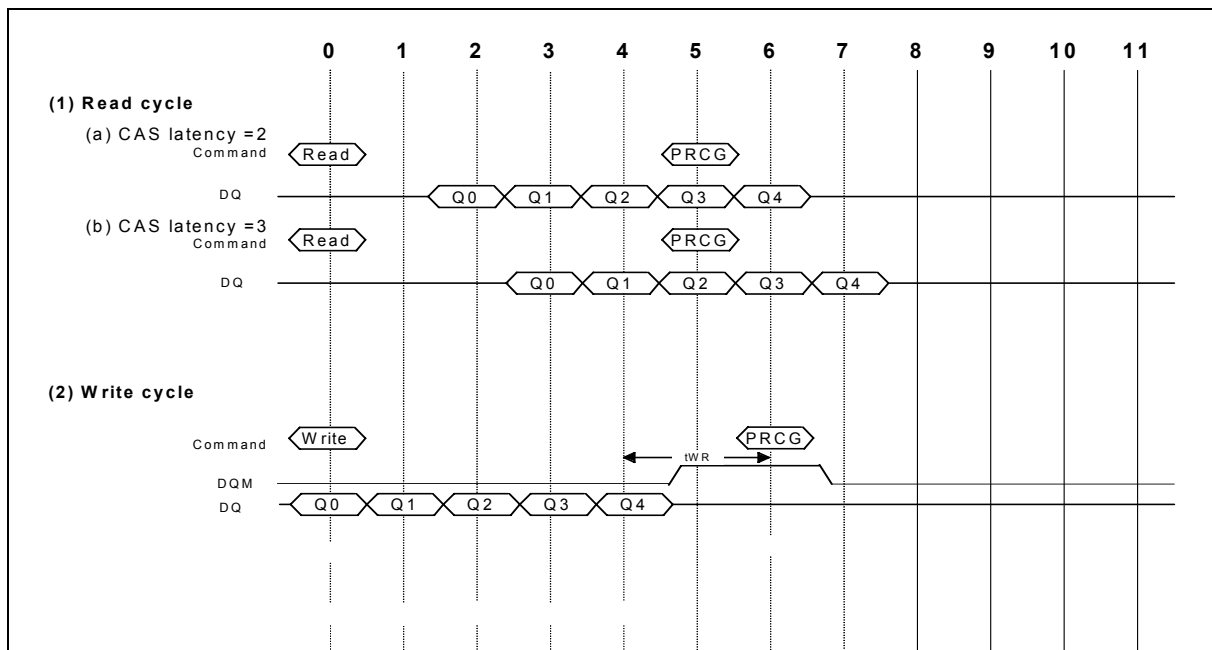 0 1 2 3 4 5 6 7 8 9 10 11
(1) Read cycle
(a) CAS latency =2
Command Read PRCG
DQ Q0 Q1 Q2 Q3 Q4
(b) CAS latency =3
Command Read PRCG
DQ Q0 Q1 Q2 Q3 Q4
(2) Write cycle
Command Write PRCG
tWR
DQM
DQ Q0 Q1 Q2 Q3 Q4